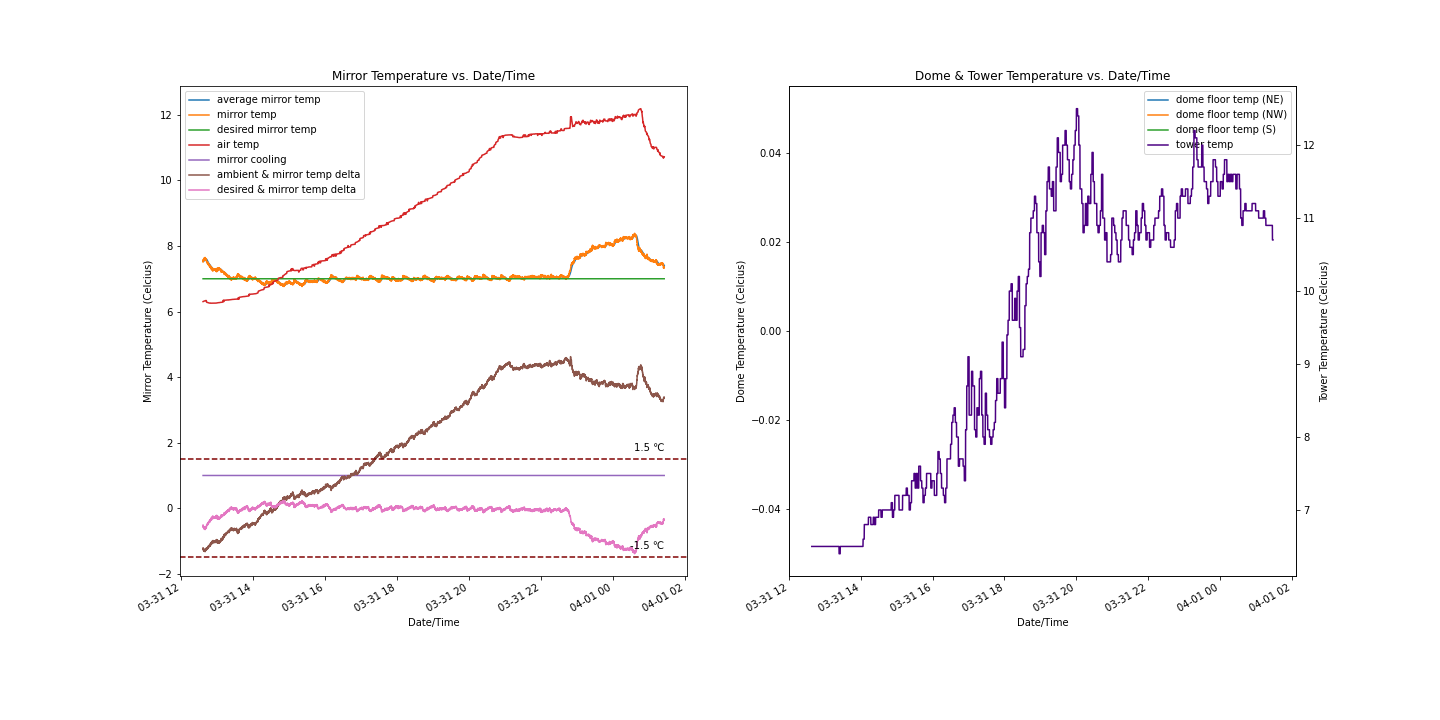 Mirror Temperature vs. Date/Time
average mirror temp
mirror temp
desired mirror temp
air temp
mirror cooling
ambient & mirror temp delta
desired & mirror temp delta
12
10
8
6
4
2
0
−2
Mirror Temperature (Celcius)
1.5 °C
-1.5 °C
03-31 12
03-31 14
03-31 16
03-31 18
03-31 20
03-31 22
04-01 00
04-01 02
Date/Time
Dome & Tower Temperature vs. Date/Time
dome floor temp (NE)
dome floor temp (NW)
dome floor temp (S)
tower temp
0.04
0.02
0.00
−0.02
−0.04
Dome Temperature (Celcius)
12
11
10
9
8
7
Tower Temperature (Celcius)
03-31 12
03-31 14
03-31 16
03-31 18
03-31 20
03-31 22
04-01 00
04-01 02
Date/Time